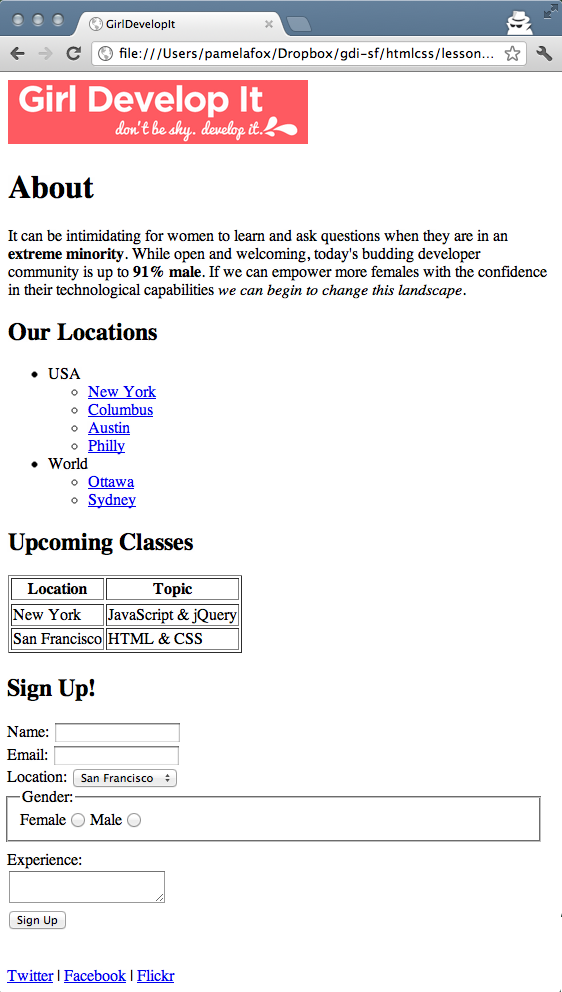 GirlDevelopIt
file:///Users/pamelafox/Dropbox/gdi-sf/htmlcss/lesson...
Girl Develop It
don't be shy. develop it.
About
It can be intimidating for women to learn and ask questions when they are in an
extreme minority. While open and welcoming, today's budding developer
community is up to 91% male. If we can empower more females with the confidence
in their technological capabilities we can begin to change this landscape.
Our Locations
USA
New York
Columbus
Austin
Philly
World
Ottawa
Sydney
Upcoming Classes
Location Topic
New York JavaScript & jQuery
San Francisco HTML & CSS
Sign Up!
Name:
Email:
Location: San Francisco
Gender:
Female Male
Experience:
Sign Up
Twitter | Facebook | Flickr